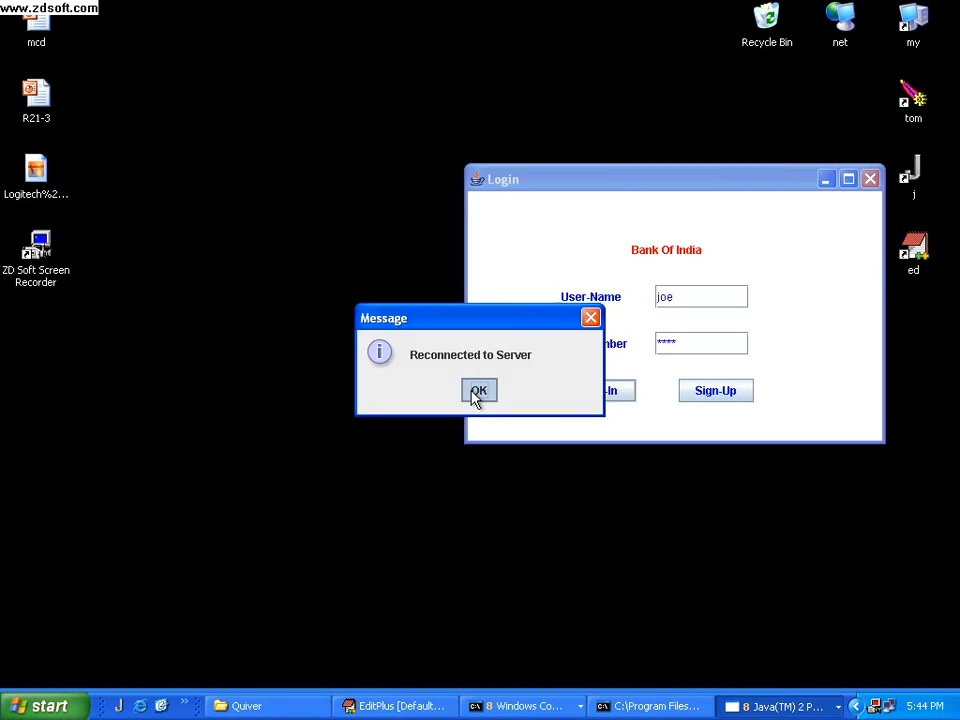 www.zdsoft.com
mcd
R21-3
Logitech%2...
ZD Soft Screen
Recorder
Recycle Bin
net
my
tom
j
ed
Login
Bank Of India
User-Name
joe
mber
****
-In
Sign-Up
Message
Reconnected to Server
OK
start
Quiver
EditPlus [Default...
8 Windows Co...
C:\Program Files...
8 Java(TM) 2 P...
5:44 PM